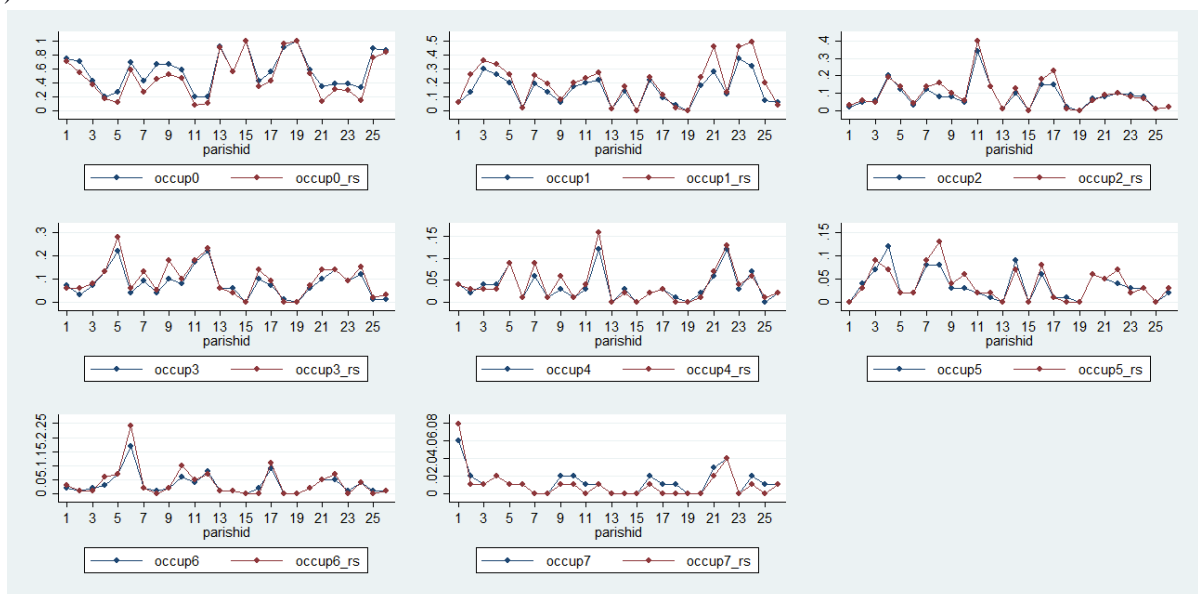 )
0 .2 .4 .6 .8 1
1 3 5 7 9 11 13 15 17 19 21 23 25
parishid
occup0 occup0_rs
0 .1 .2 .3 .4 .5
1 3 5 7 9 11 13 15 17 19 21 23 25
parishid
occup1 occup1_rs
0 .1 .2 .3 .4
1 3 5 7 9 11 13 15 17 19 21 23 25
parishid
occup2 occup2_rs
0 .1 .2 .3
1 3 5 7 9 11 13 15 17 19 21 23 25
parishid
occup3 occup3_rs
0 .05 .1 .15
1 3 5 7 9 11 13 15 17 19 21 23 25
parishid
occup4 occup4_rs
0 .05 .1 .15
1 3 5 7 9 11 13 15 17 19 21 23 25
parishid
occup5 occup5_rs
0 .05 .1 .15 .2 .25
1 3 5 7 9 11 13 15 17 19 21 23 25
parishid
occup6 occup6_rs
0 .02 .04 .06 .08
1 3 5 7 9 11 13 15 17 19 21 23 25
parishid
occup7 occup7_rs